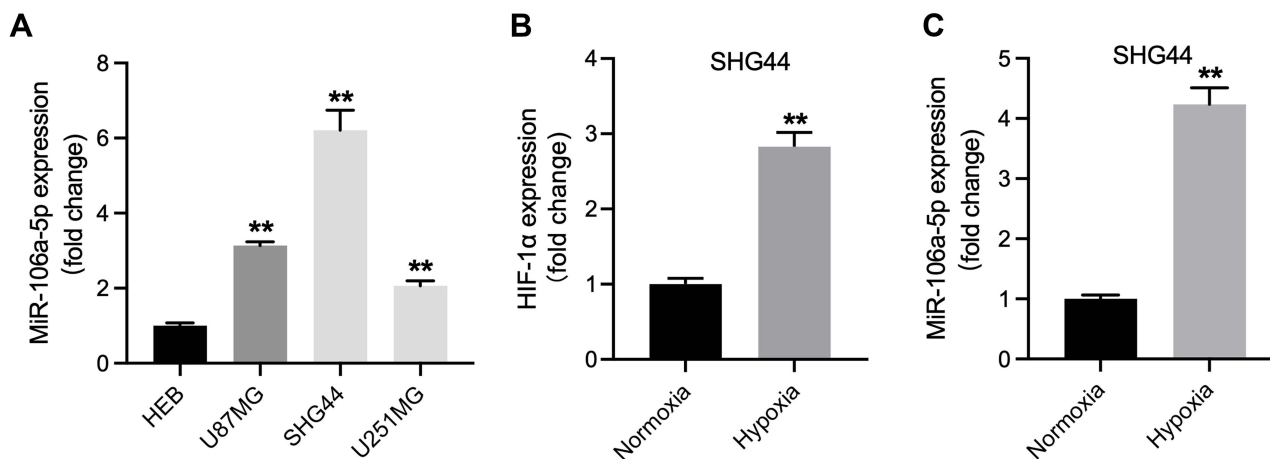 A
MiR-106a-5p expression
(fold change)
8
6
4
2
0
**
**
**
HEB
U87MG
SHG44
U251MG
B
SHG44
HIF-1α expression
(fold change)
4
3
2
1
0
**
Normoxia
Hypoxia
C
SHG44
MiR-106a-5p expression
(fold change)
5
4
3
2
1
0
**
Normoxia
Hypoxia